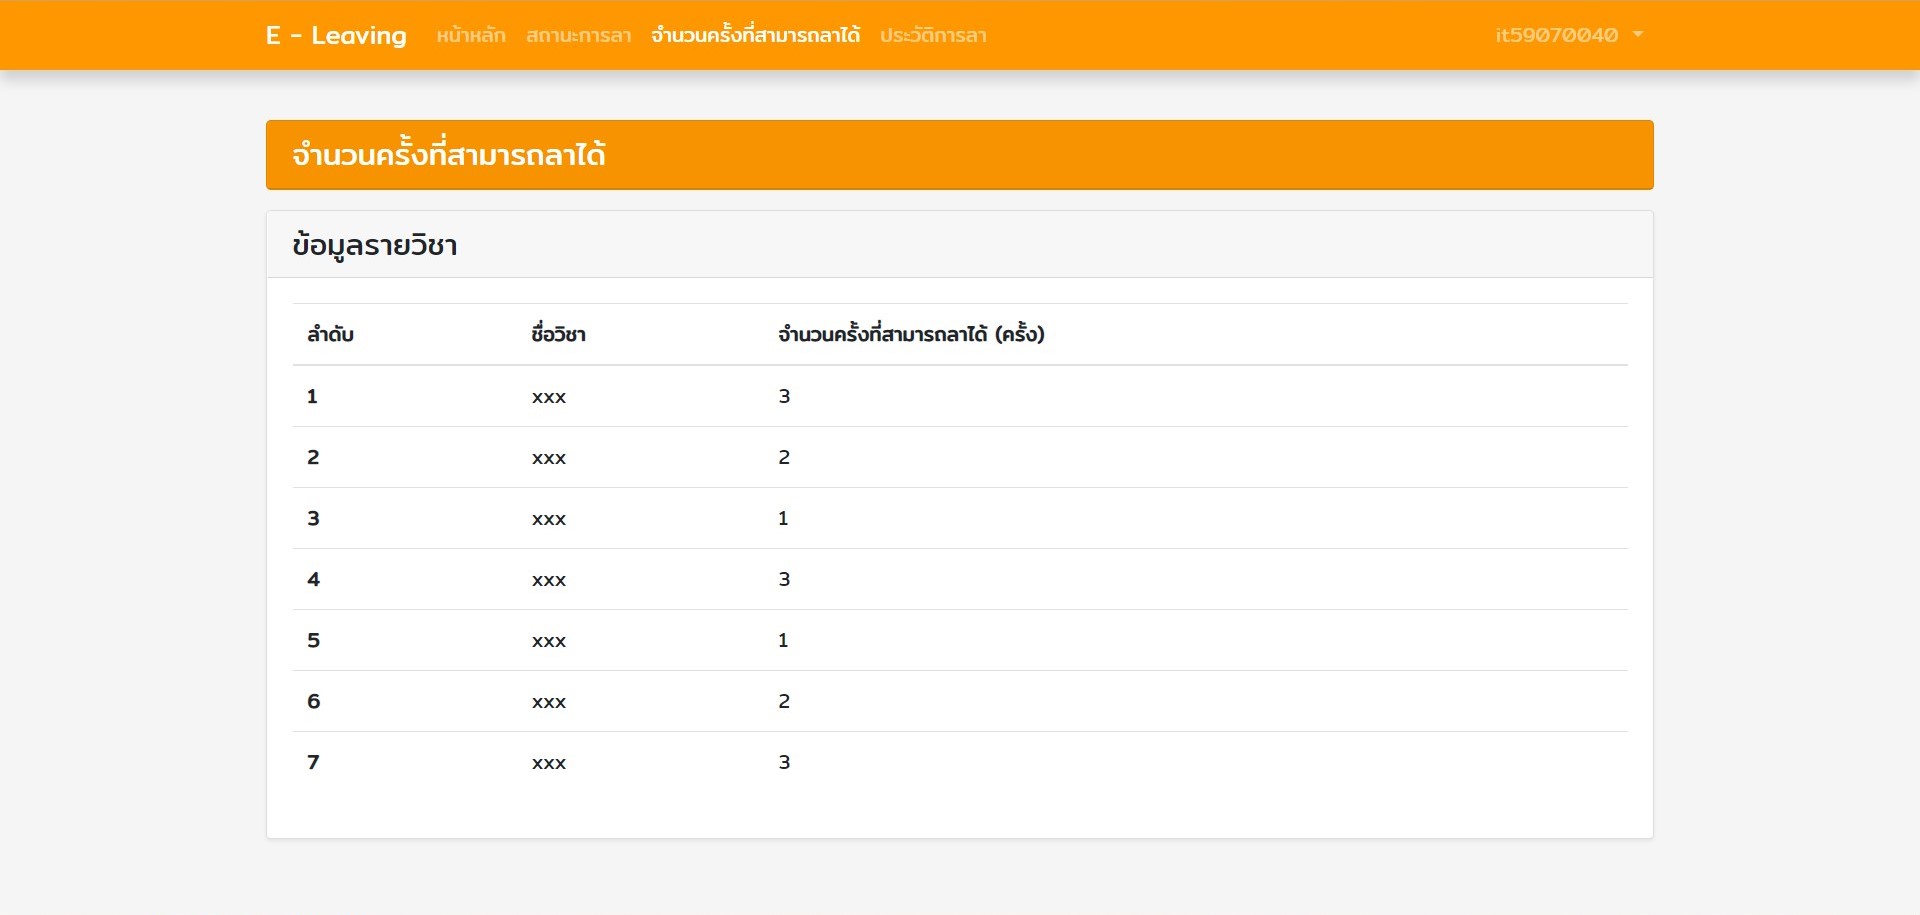 E - Leaving หน้าหลัก สถานะการลา จำนวนครั้งที่สามารถลาได้ ประวัติการลา it59070040
จำนวนครั้งที่สามารถลาได้
ข้อมูลรายวิชา
ลำดับ ชื่อวิชา จำนวนครั้งที่สามารถลาได้ (ครั้ง)
1 xxx 3
2 xxx 2
3 xxx 1
4 xxx 3
5 xxx 1
6 xxx 2
7 xxx 3